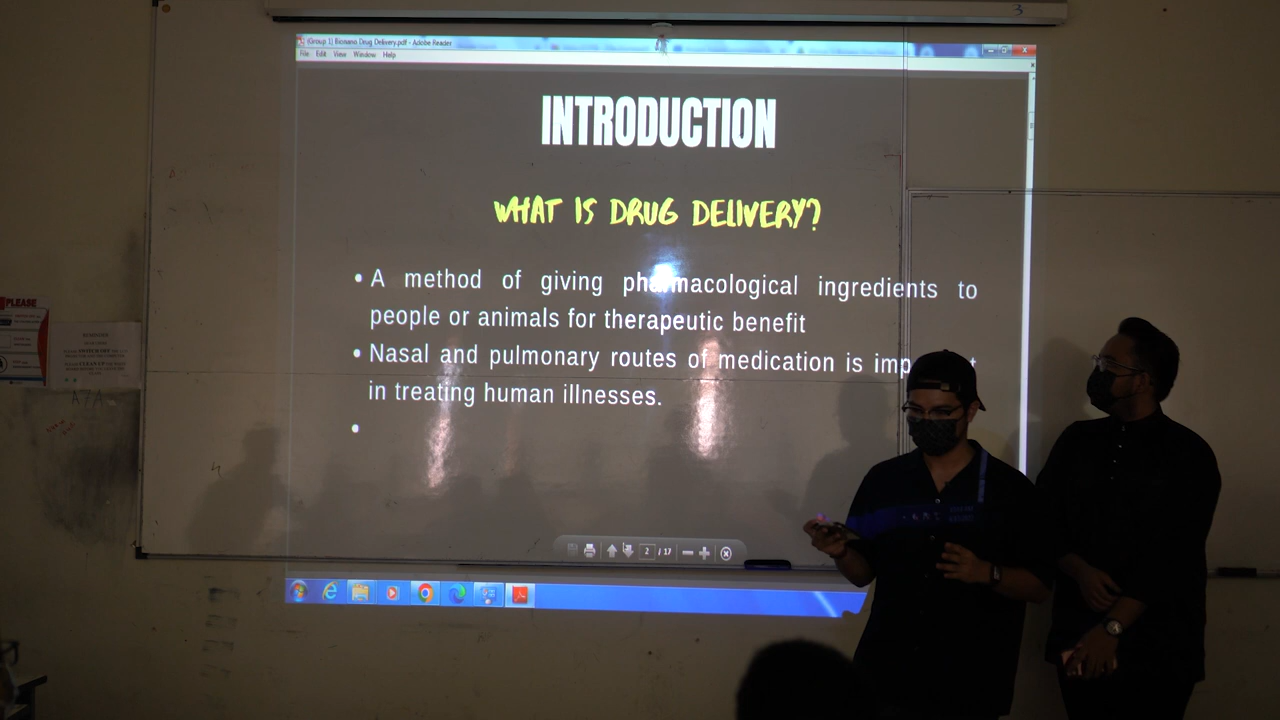 3
(Group 1) Bionano Drug Delivery.pdf - Adobe Reader
File Edit View Window Help
INTRODUCTION
WHAT IS DRUG DELIVERY?
• A method of giving pharmacological ingredients to
people or animals for therapeutic benefit
• Nasal and pulmonary routes of medication is
in treating human illnesses.
•
2 / 17
PLEASE